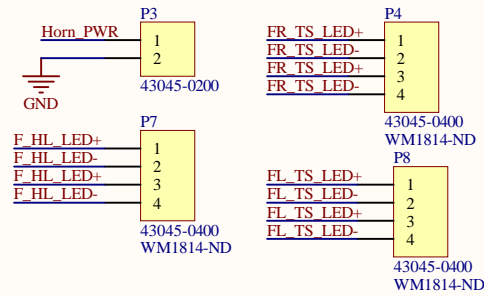 P3
Horn_PWR 1
2
GND
43045-0200
P4
FR_TS_LED+ 1
FR_TS_LED- 2
FR_TS_LED+ 3
FR_TS_LED- 4
43045-0400
WM1814-ND
P7
F_HL_LED+ 1
F_HL_LED- 2
F_HL_LED+ 3
F_HL_LED- 4
43045-0400
WM1814-ND
P8
FL_TS_LED+ 1
FL_TS_LED- 2
FL_TS_LED+ 3
FL_TS_LED- 4
43045-0400
WM1814-ND